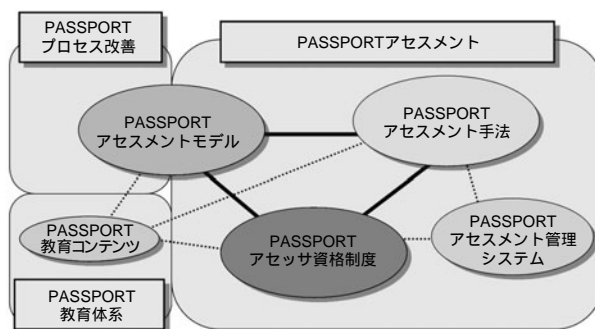 PASSPORT
プロセス改善
PASSPORTアセスメント
PASSPORT
アセスメントモデル
PASSPORT
アセスメント手法
PASSPORT
教育コンテンツ
PASSPORT
アセッサ資格制度
PASSPORT
アセスメント管理
システム
PASSPORT
教育体系